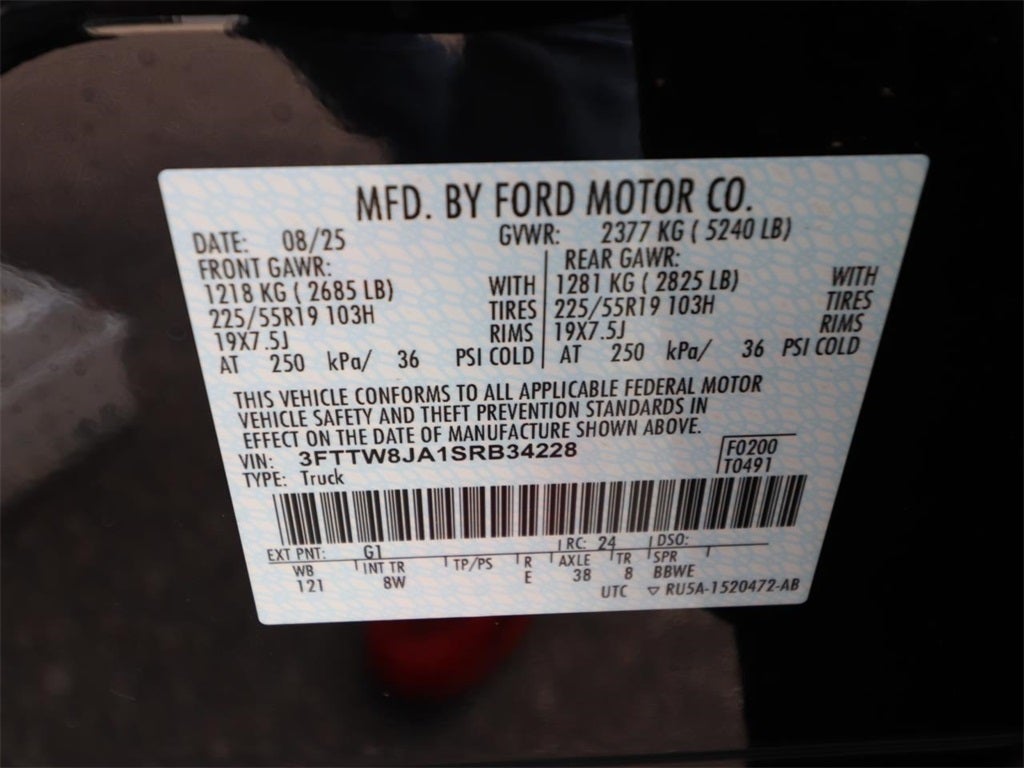 MFD. BY FORD MOTOR CO.
DATE: 08/25 GVWR: 2377 KG ( 5240 LB)
FRONT GAWR: REAR GAWR:
1218 KG ( 2685 LB) WITH 1281 KG ( 2825 LB) WITH
225/55R19 103H TIRES 225/55R19 103H TIRES
19X7.5J RIMS 19X7.5J RIMS
AT 250 kPa/ 36 PSI COLD AT 250 kPa/ 36 PSI COLD
THIS VEHICLE CONFORMS TO ALL APPLICABLE FEDERAL MOTOR
VEHICLE SAFETY AND THEFT PREVENTION STANDARDS IN
EFFECT ON THE DATE OF MANUFACTURE SHOWN ABOVE.
VIN: 3FTTW8JA1SRB34228 F0200
TYPE: Truck T0491
EXT PNT: G1 RC: 24 DSO:
WB INT TR TP/PS R AXLE TR SPR
121 8W E 38 8 BBWE
UTC ▽ RU5A-1520472-AB